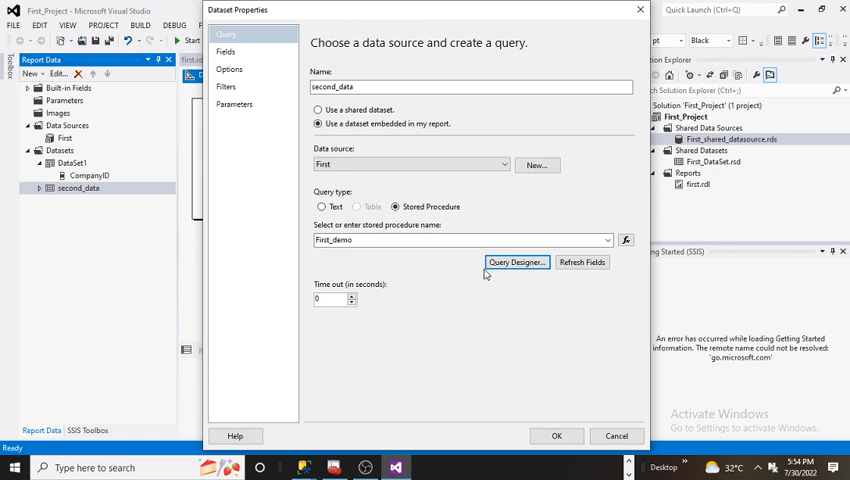 First_Project - Microsoft Visual Studio
Dataset Properties
Quick Launch (Ctrl+Q)
FILE EDIT VIEW PROJECT BUILD DEBUG
Start
pt Black
Report Data
New Edit...
Built-in Fields
Parameters
Images
Data Sources
First
Datasets
DataSet1
CompanyID
second_data
Toolbox
Report Data SSIS Toolbox
Ready
Query
Fields
Options
Filters
Parameters
Choose a data source and create a query.
Name:
second_data
Use a shared dataset.
Use a dataset embedded in my report.
Data source:
First
New...
Query type:
Text Table Stored Procedure
Select or enter stored procedure name:
First_demo
fx
Query Designer... Refresh Fields
Time out (in seconds):
0
Help OK Cancel
Explorer
Solution Explorer (Ctrl+;)
Solution 'First_Project' (1 project)
First_Project
Shared Data Sources
First_shared_datasource.rds
Shared Datasets
First_DataSet.rsd
Reports
first.rdl
ng Started (SSIS)
An error has occurred while loading Getting Started
information. The remote name could not be resolved:
'go.microsoft.com'
Activate Windows
Go to Settings to activate Windows.
Type here to search
Desktop
32°C
5:54 PM
7/30/2022